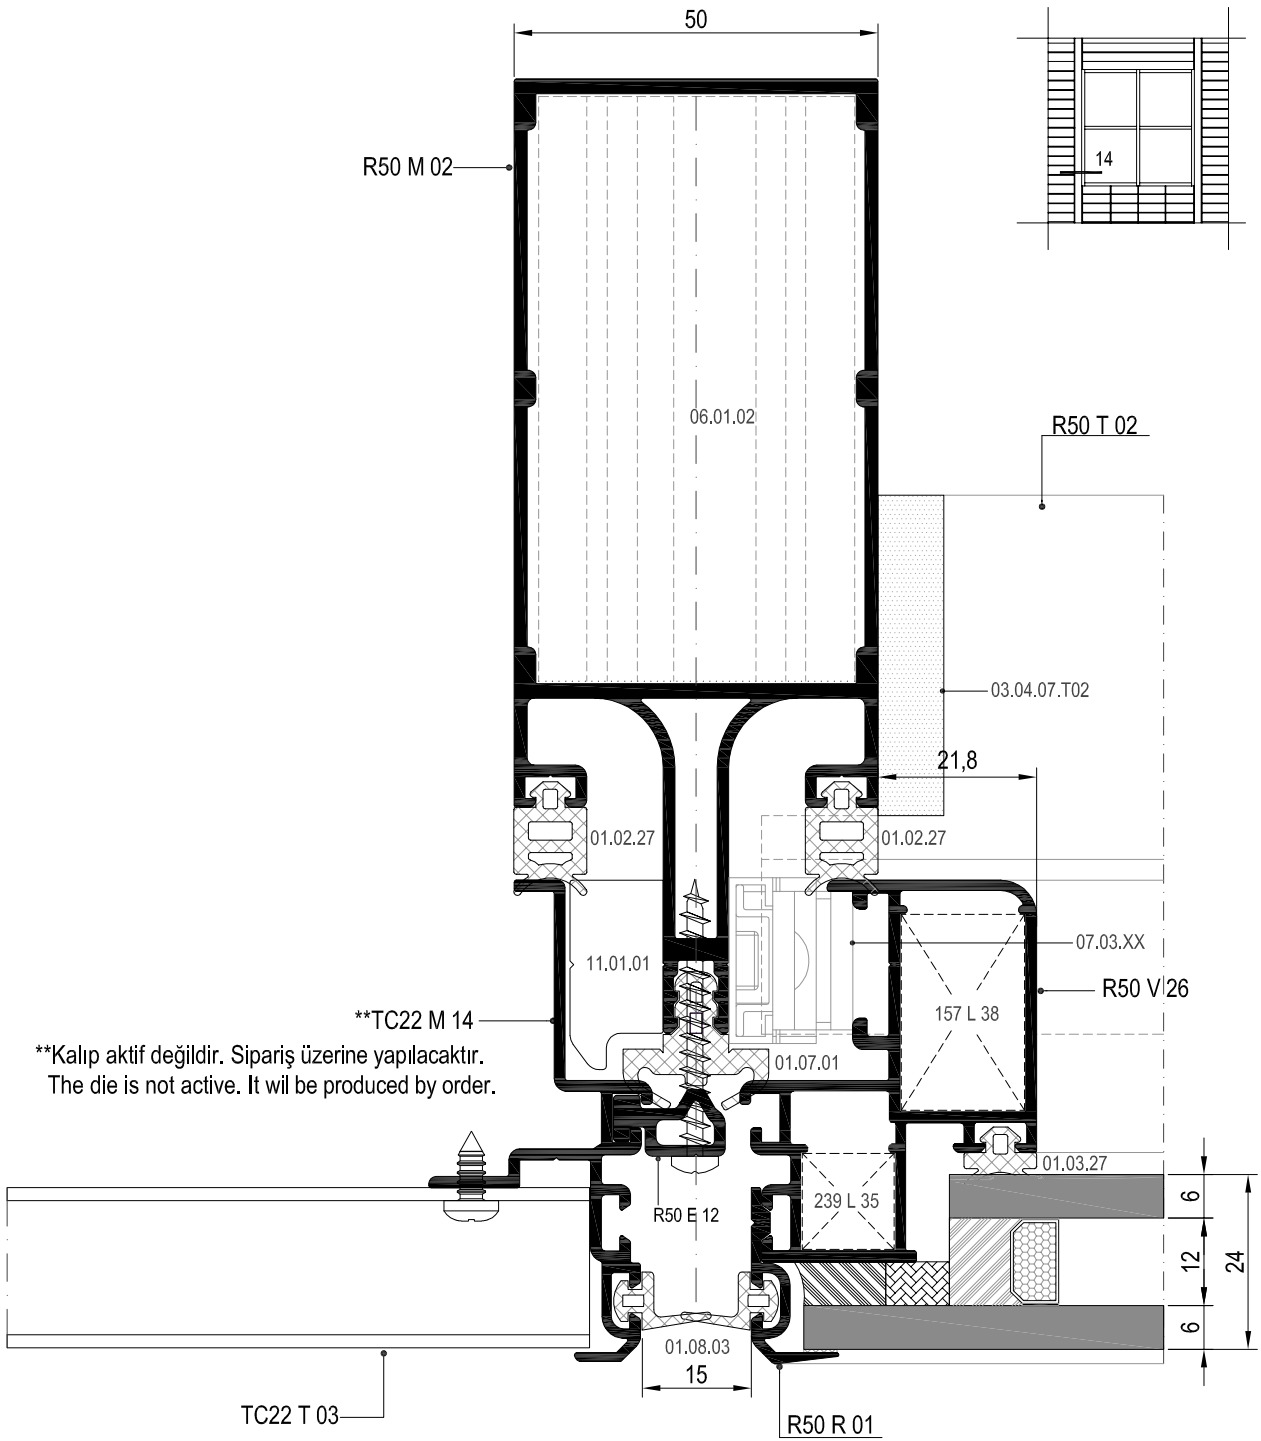 50
R50 M 02
14
06.01.02
R50 T 02
03.04.07.T02
21,8
01.02.27
01.02.27
11.01.01
07.03.XX
R50 V 26
157 L 38
**TC22 M 14
**Kalıp aktif değildir. Sipariş üzerine yapılacaktır.
The die is not active. It wil be produced by order.
01.07.01
01.03.27
239 L 35
R50 E 12
6
12
24
6
01.08.03
15
TC22 T 03
R50 R 01